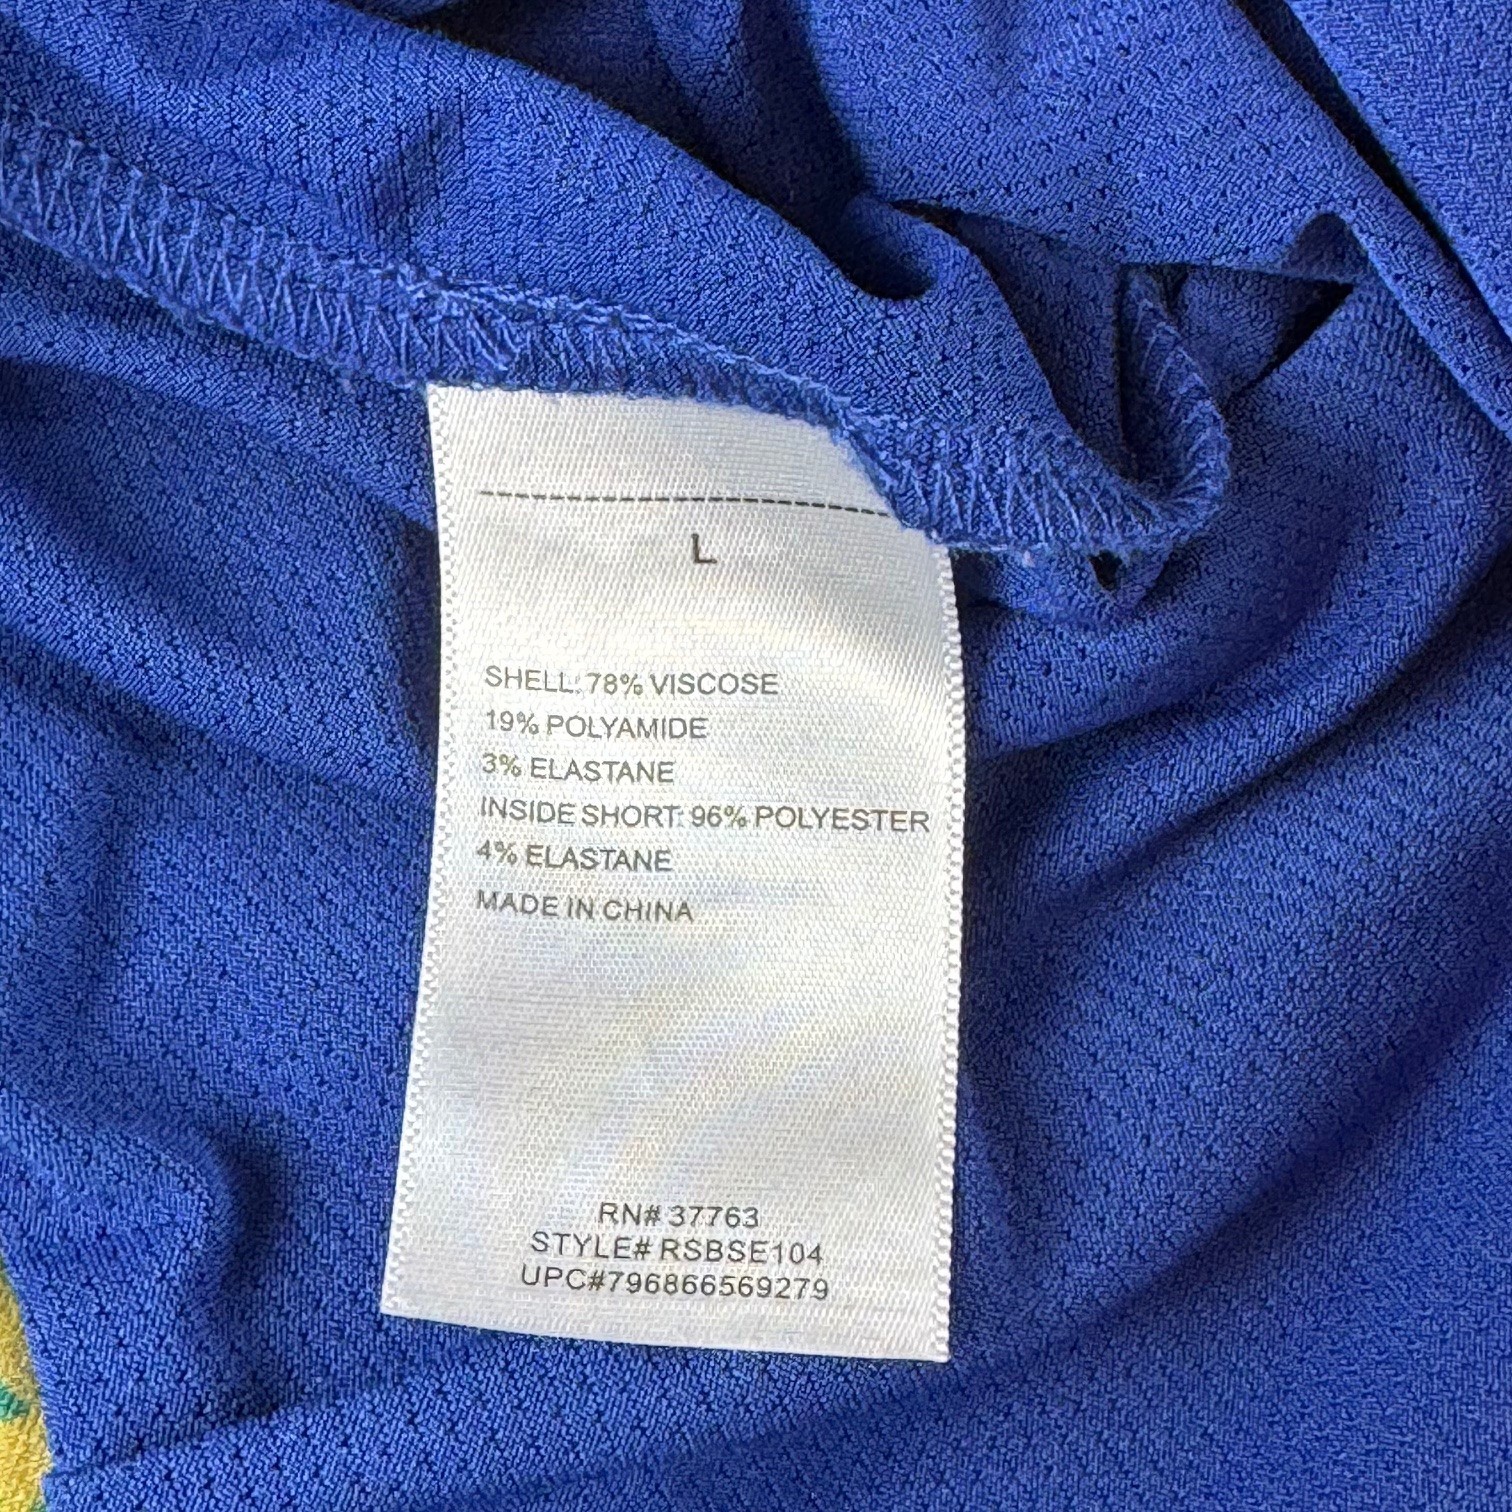 L
SHELL: 78% VISCOSE
19% POLYAMIDE
3% ELASTANE
INSIDE SHORT: 96% POLYESTER
4% ELASTANE
MADE IN CHINA
RN# 37763
STYLE# RSBSE104
UPC#796866569279